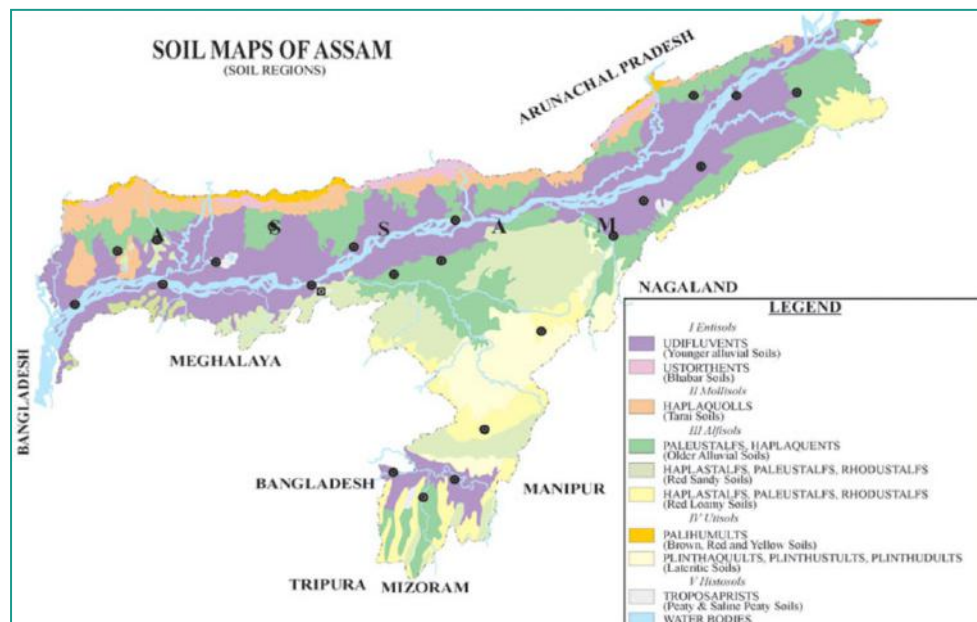 SOIL MAPS OF ASSAM
(SOIL REGIONS)
ARUNACHAL PRADESH
A S S A M
NAGALAND
MEGHALAYA
BANGLADESH
BANGLADESH
MANIPUR
TRIPURA
MIZORAM
LEGEND
I Entisols
UDIFLUVENTS
(Younger alluvial Soils)
USTORTHENTS
(Bhabar Soils)
II Mollisols
HAPLAQUOLLS
(Tarai Soils)
III Alfisols
PALEUSTALFS, HAPLAQUENTS
(Older Alluvial Soils)
HAPLASTALFS, PALEUSTALFS, RHODUSTALFS
(Red Sandy Soils)
HAPLASTALFS, PALEUSTALFS, RHODUSTALFS
(Red Loamy Soils)
IV Utisols
PALIHUMULTS
(Brown, Red and Yellow Soils)
PLINTHAQUULTS, PLINTHUSTULTS, PLINTHUDULTS
(Lateritic Soils)
V Histosols
TROPOSAPRISTS
(Peaty & Saline Peaty Soils)
WATER BODIES